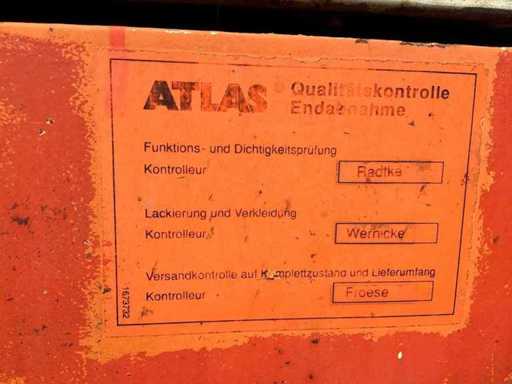 ATLAS® Qualitätskontrolle
Endabnahme
Funktions- und Dichtigkeitsprüfung
Kontrolleur Radtke
Lackierung und Verkleidung
Kontrolleur Wernicke
Versandkontrolle auf Komplettzustand und Lieferumfang
Kontrolleur Froese
1673732